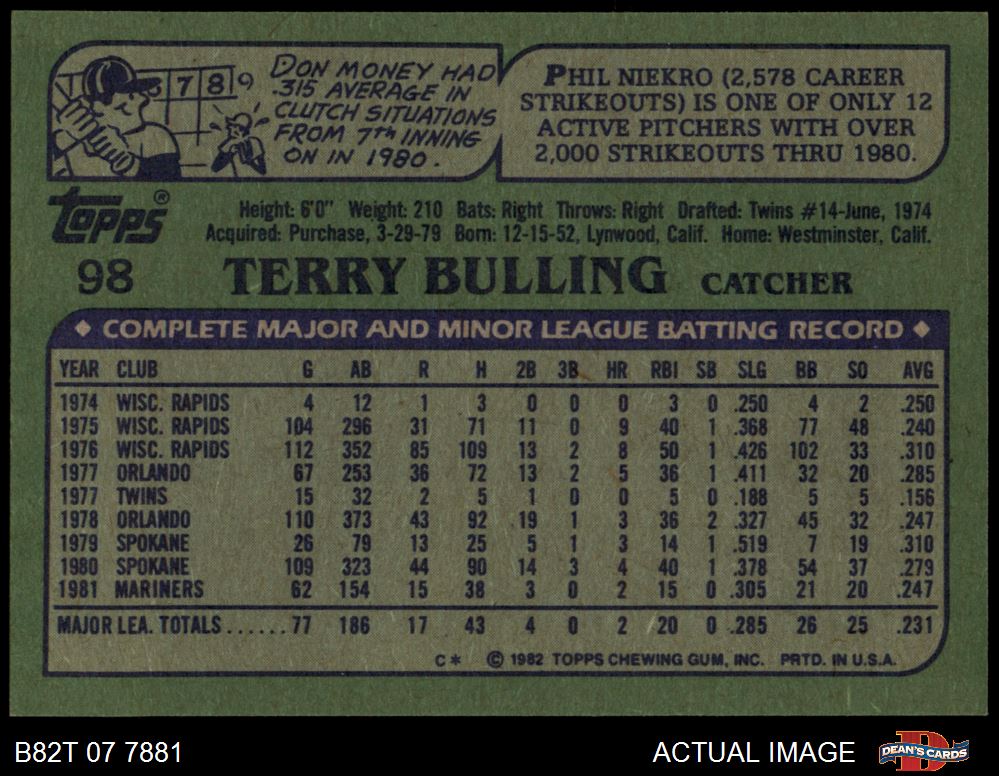 6 7 8 9
DON MONEY HAD
.315 AVERAGE IN
CLUTCH SITUATIONS
FROM 7TH INNING
ON IN 1980.
PHIL NIEKRO (2,578 CAREER
STRIKEOUTS) IS ONE OF ONLY 12
ACTIVE PITCHERS WITH OVER
2,000 STRIKEOUTS THRU 1980.
Topps®
Height: 6'0" Weight: 210 Bats: Right Throws: Right Drafted: Twins #14-June, 1974
Acquired: Purchase, 3-29-79 Born: 12-15-52, Lynwood, Calif. Home: Westminster, Calif.
98 TERRY BULLING CATCHER
◆ COMPLETE MAJOR AND MINOR LEAGUE BATTING RECORD ◆
YEAR CLUB G AB R H 2B 3B HR RBI SB SLG BB SO AVG
1974 WISC. RAPIDS 4 12 1 3 0 0 0 3 0 .250 4 2 .250
1975 WISC. RAPIDS 104 296 31 71 11 0 9 40 1 .368 77 48 .240
1976 WISC. RAPIDS 112 352 85 109 13 2 8 50 1 .426 102 33 .310
1977 ORLANDO 67 253 36 72 13 2 5 36 1 .411 32 20 .285
1977 TWINS 15 32 2 5 1 0 0 5 0 .188 5 5 .156
1978 ORLANDO 110 373 43 92 19 1 3 36 2 .327 45 32 .247
1979 SPOKANE 26 79 13 25 5 1 3 14 1 .519 7 19 .310
1980 SPOKANE 109 323 44 90 14 3 4 40 1 .378 54 37 .279
1981 MARINERS 62 154 15 38 3 0 2 15 0 .305 21 20 .247
MAJOR LEA. TOTALS......77 186 17 43 4 0 2 20 0 .285 26 25 .231
C* © 1982 TOPPS CHEWING GUM, INC. PRTD. IN U.S.A.
B82T 07 7881
ACTUAL IMAGE
D
DEAN'S CARDS